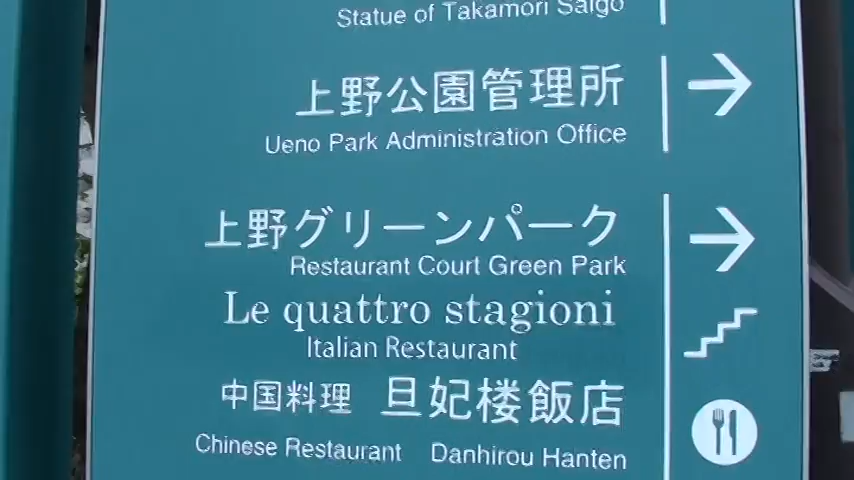 Statue of Takamori Saigo
上野公園管理所
Ueno Park Administration Office
上野グリーンパーク
Restaurant Court Green Park
Le quattro stagioni
Italian Restaurant
中国料理 旦妃楼飯店
Chinese Restaurant Danhirou Hanten